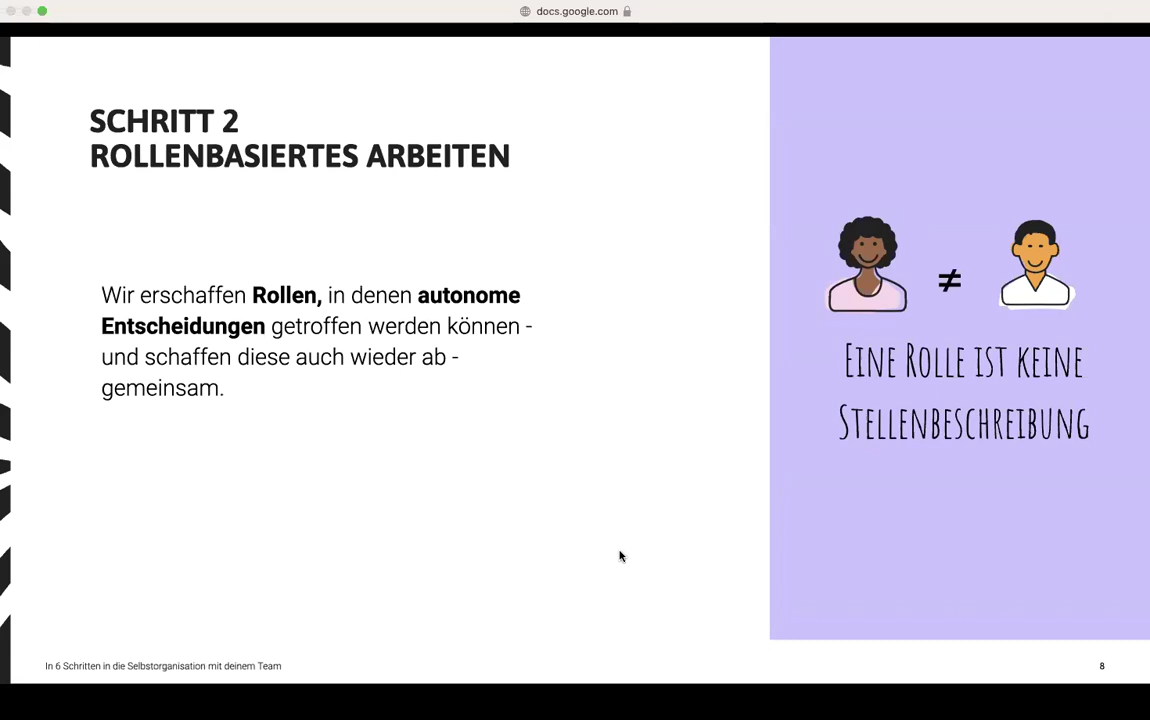 docs.google.com
SCHRITT 2
ROLLENBASIERTES ARBEITEN
Wir erschaffen Rollen, in denen autonome
Entscheidungen getroffen werden können -
und schaffen diese auch wieder ab -
gemeinsam.
≠
EINE ROLLE IST KEINE
STELLENBESCHREIBUNG
In 6 Schritten in die Selbstorganisation mit deinem Team
8